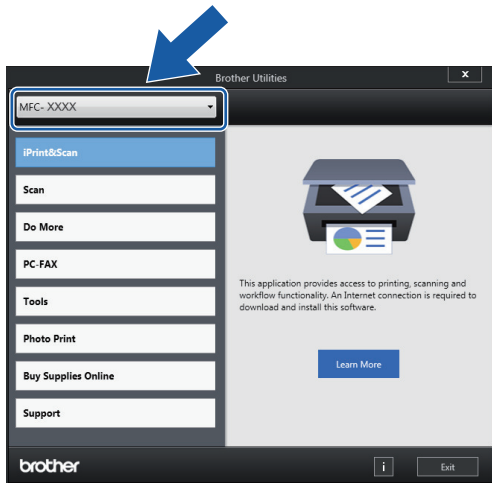 Brother Utilities
x
MFC- XXXX
iPrint&Scan
Scan
Do More
PC-FAX
Tools
Photo Print
Buy Supplies Online
Support
This application provides access to printing, scanning and
workflow functionality. An Internet connection is required to
download and install this software.
Learn More
brother
i
Exit